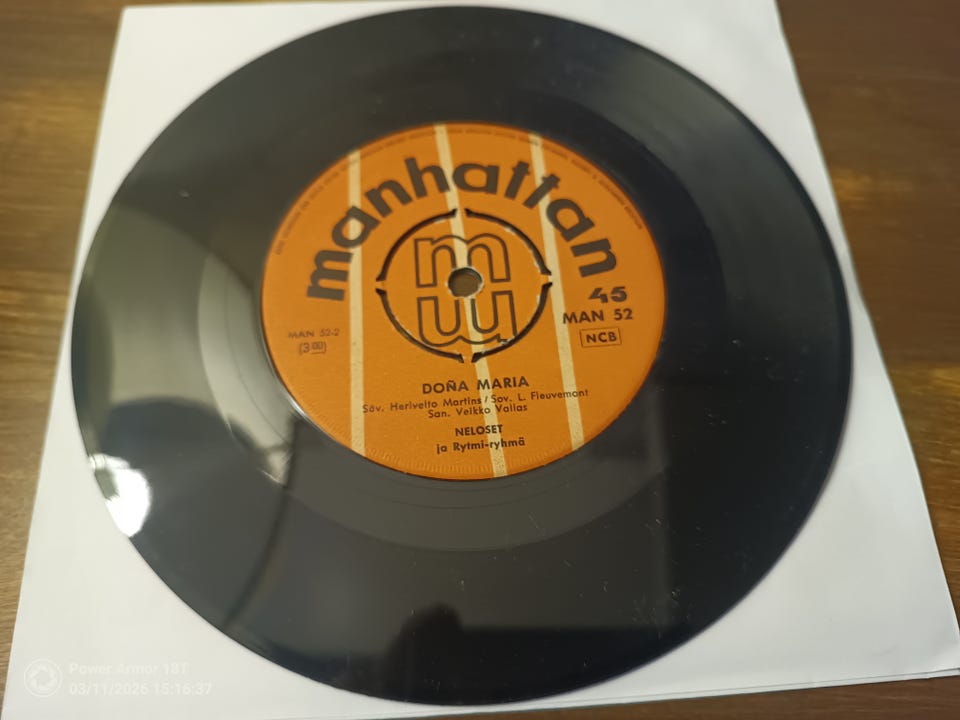 manhattan
45
MAN 52
NCB
MAN 52-2
(3 00)
DOÑA MARIA
Säv. Herivelto Martins / Sov. L. Fleuvemont
San. Veikko Vallas
NELOSET
ja Rytmi-ryhmä
Power Armor 18T
03/11/2026 15:16:37